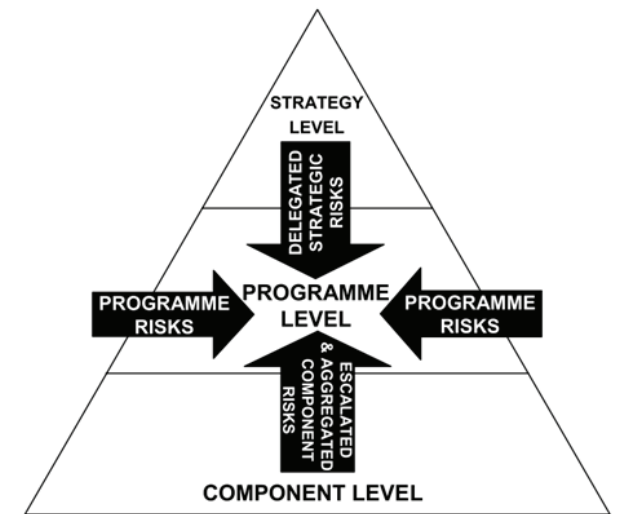 STRATEGY
LEVEL
DELEGATED
STRATEGIC
RISKS
PROGRAMME
RISKS
PROGRAMME
LEVEL
PROGRAMME
RISKS
ESCALATED
& AGGREGATED
COMPONENT
RISKS
COMPONENT LEVEL